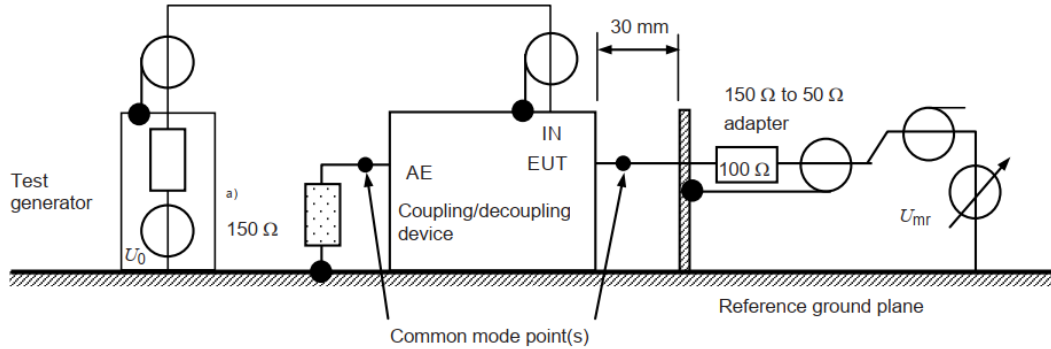 30 mm
150 Ω to 50 Ω
adapter
IN
EUT
100 Ω
AE
Test
generator
a)
150 Ω
Coupling/decoupling
device
U0
Umr
Reference ground plane
Common mode point(s)